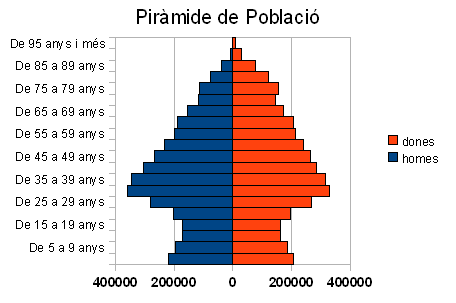 Piràmide de Població
De 95 anys i més
De 85 a 89 anys
De 75 a 79 anys
De 65 a 69 anys
De 55 a 59 anys
De 45 a 49 anys
De 35 a 39 anys
De 25 a 29 anys
De 15 a 19 anys
De 5 a 9 anys
400000 200000 0 200000 400000
dones
homes